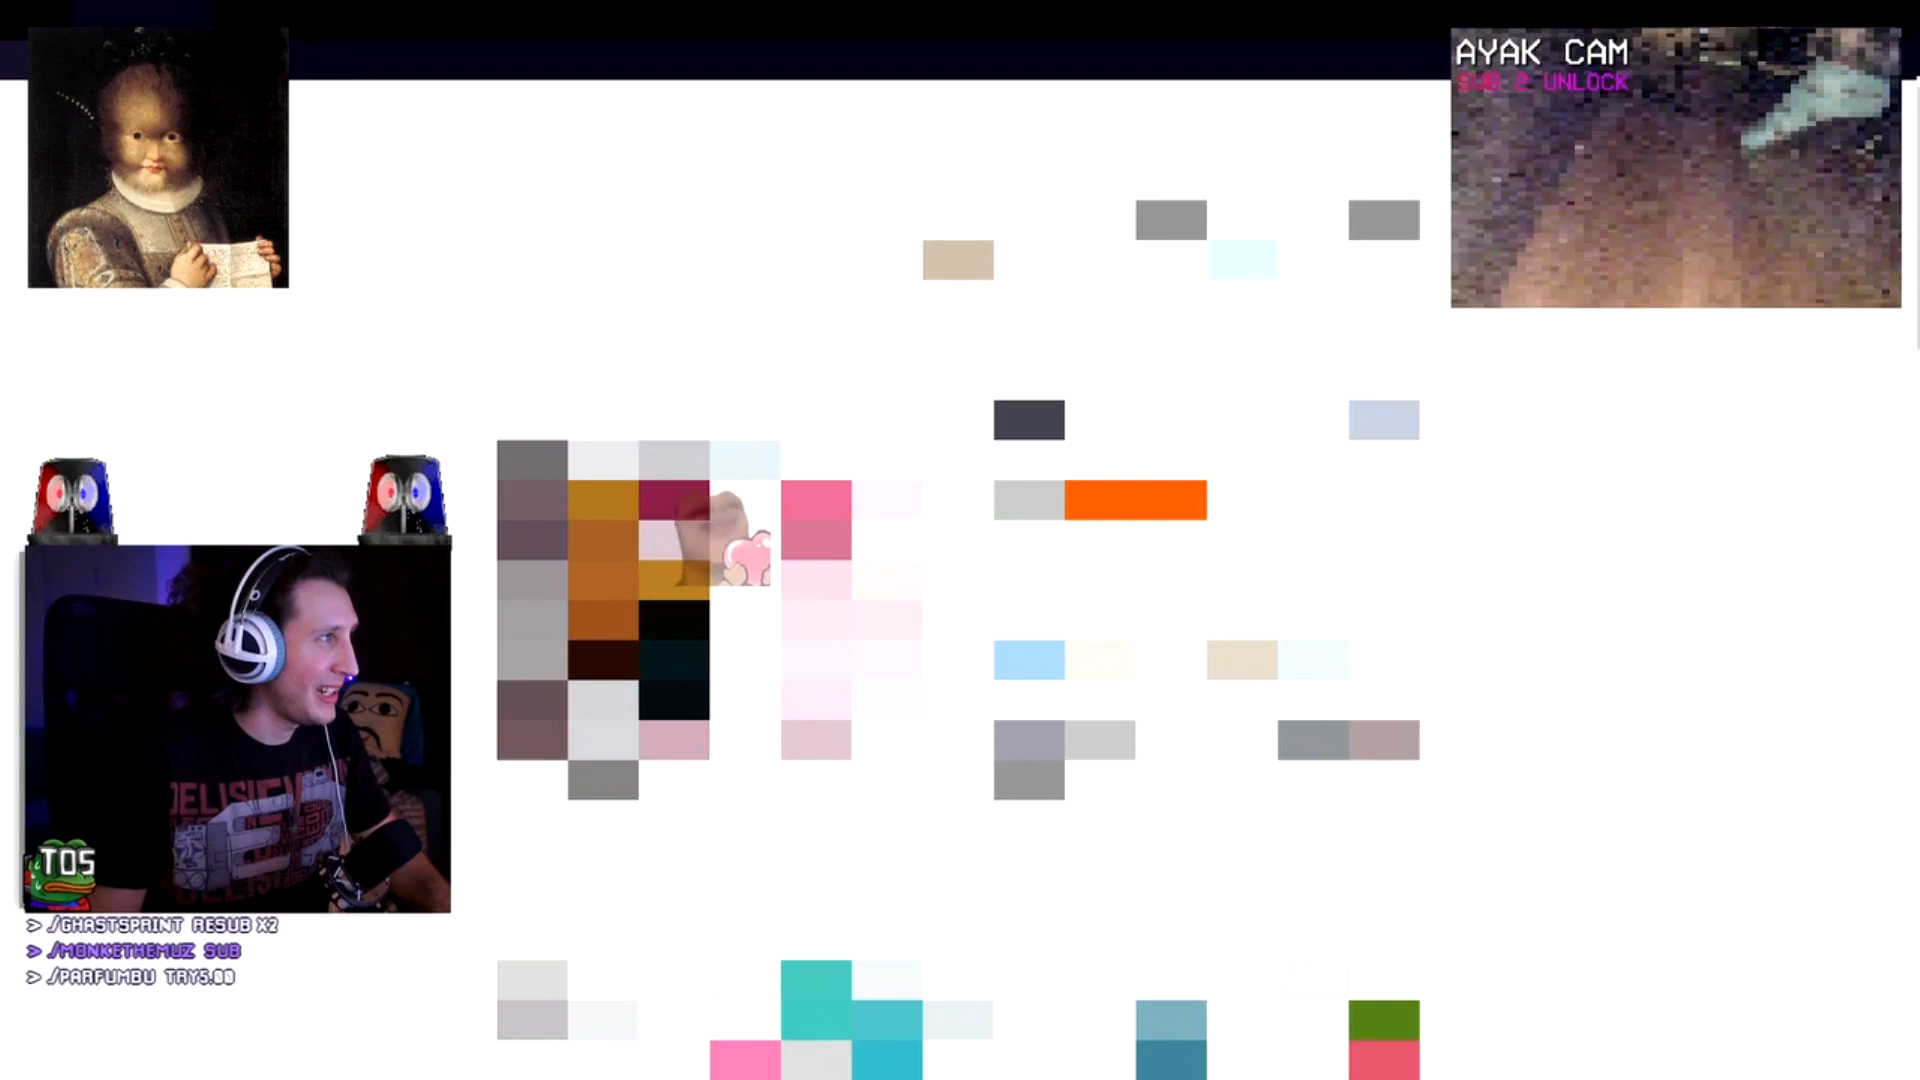 AYAK CAM
SUB 2 UNLOCK
TOS
> ./GHASTSPRINT RESUB X2
> ./MONKETHEMUZ SUB
> ./PARFUMBU TRY5.00